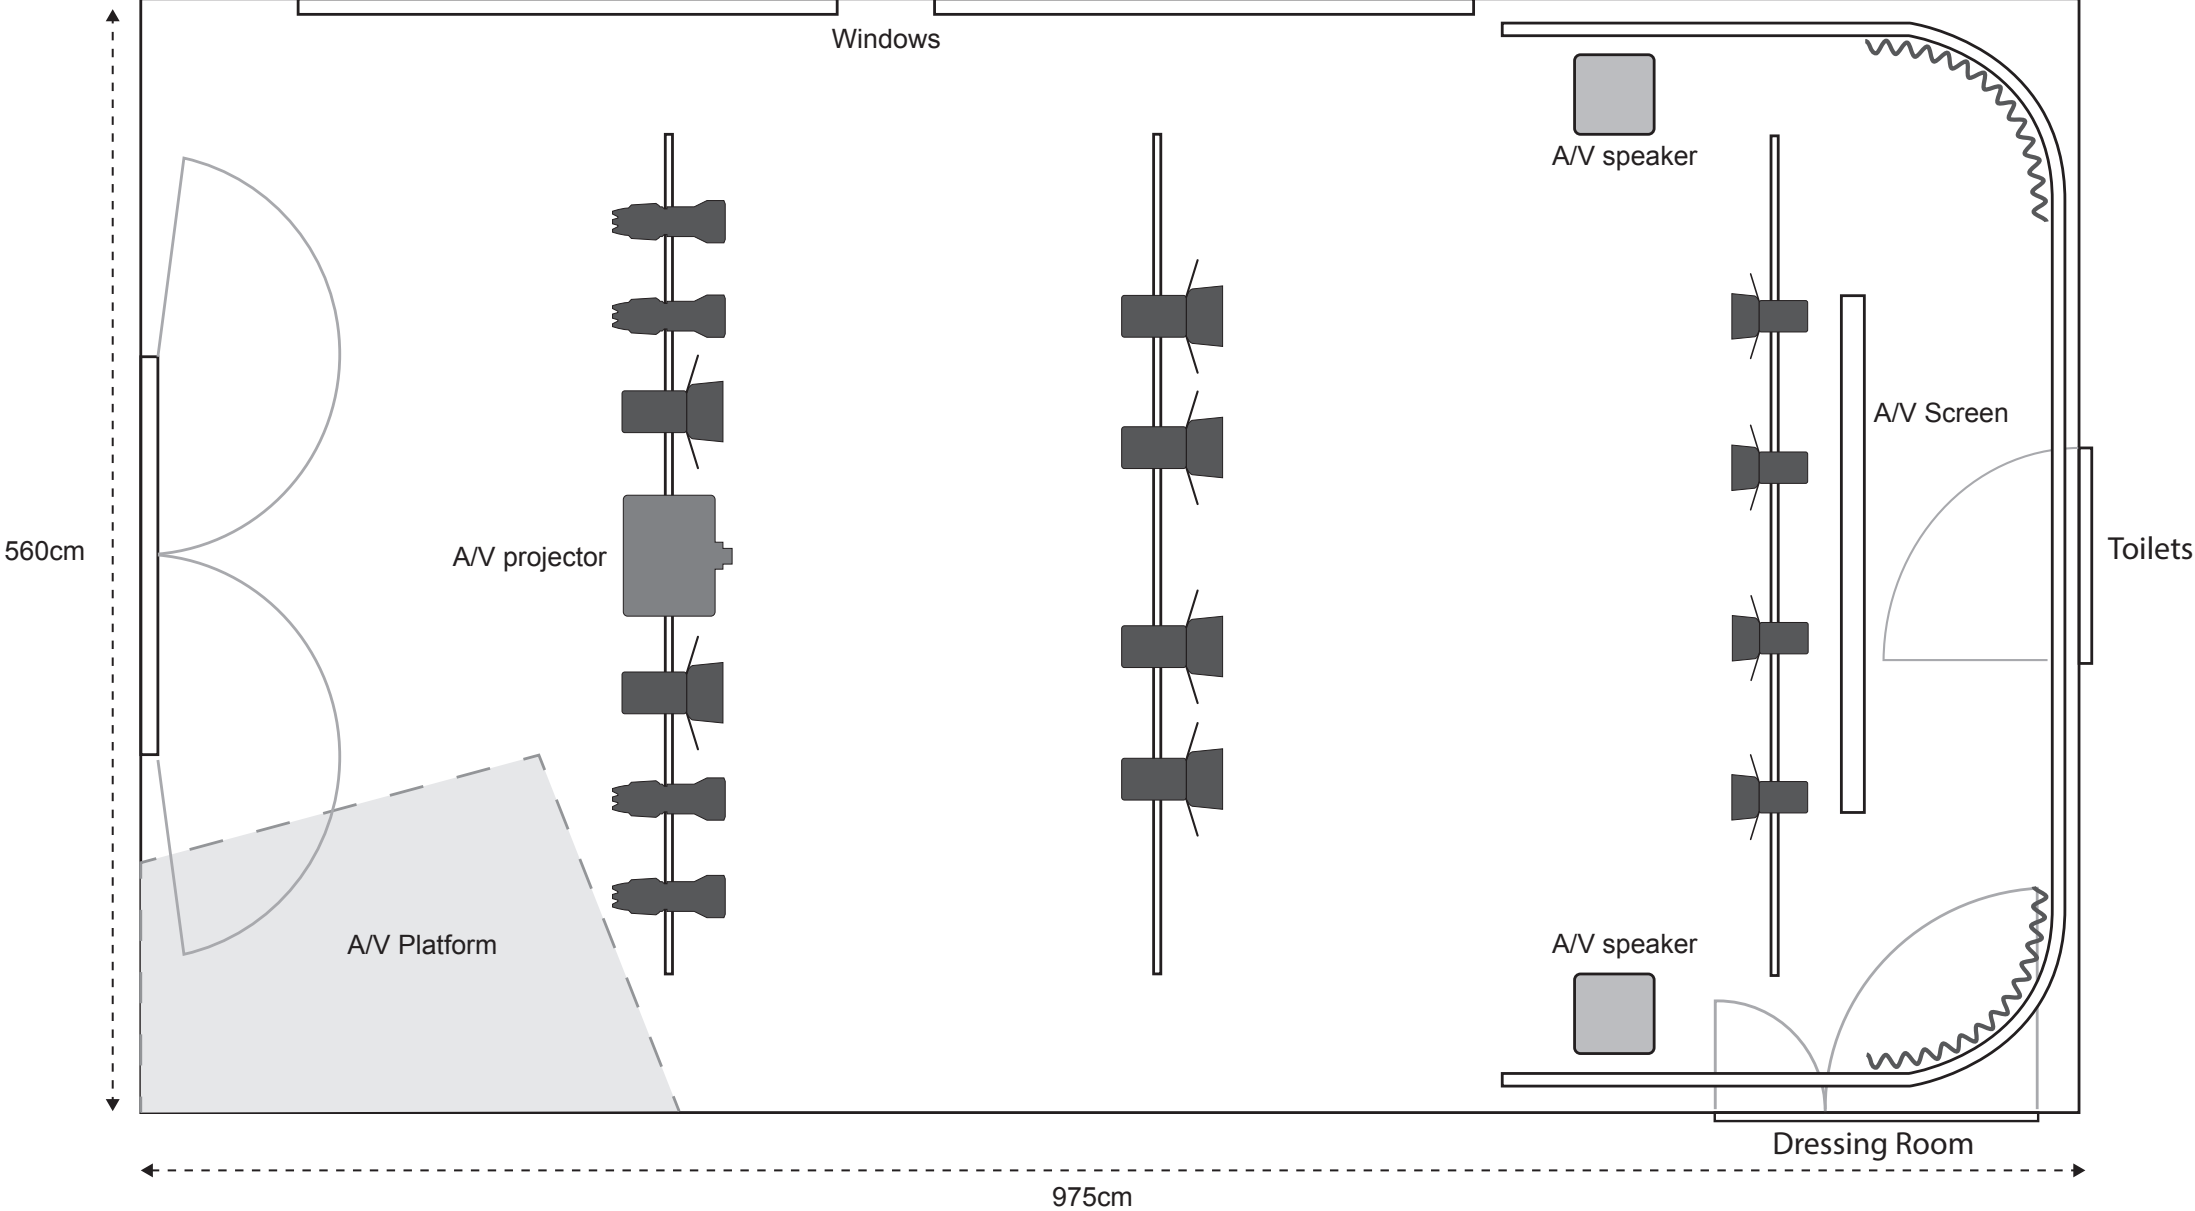 Windows
A/V speaker
A/V Screen
560cm
A/V projector
Toilets
A/V Platform
A/V speaker
Dressing Room
975cm